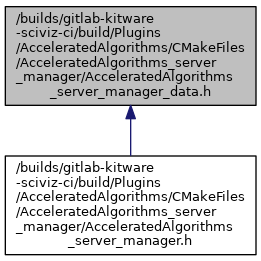 /builds/gitlab-kitware
-sciviz-ci/build/Plugins
/AcceleratedAlgorithms/CMakeFiles
/AcceleratedAlgorithms_server
_manager/AcceleratedAlgorithms
_server_manager_data.h
/builds/gitlab-kitware
-sciviz-ci/build/Plugins
/AcceleratedAlgorithms/CMakeFiles
/AcceleratedAlgorithms_server
_manager/AcceleratedAlgorithms
_server_manager.h